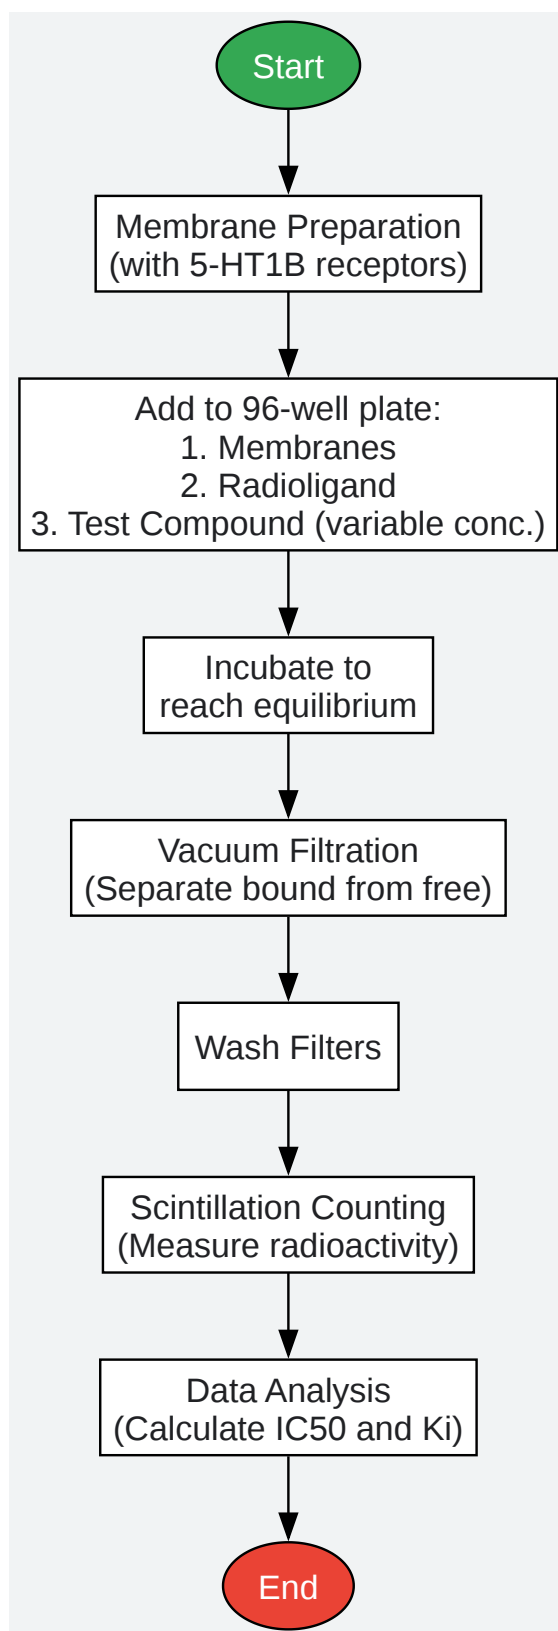 Start
Membrane Preparation
(with 5-HT1B receptors)
Add to 96-well plate:
1. Membranes
2. Radioligand
3. Test Compound (variable conc.)
Incubate to
reach equilibrium
Vacuum Filtration
(Separate bound from free)
Wash Filters
Scintillation Counting
(Measure radioactivity)
Data Analysis
(Calculate IC50 and Ki)
End